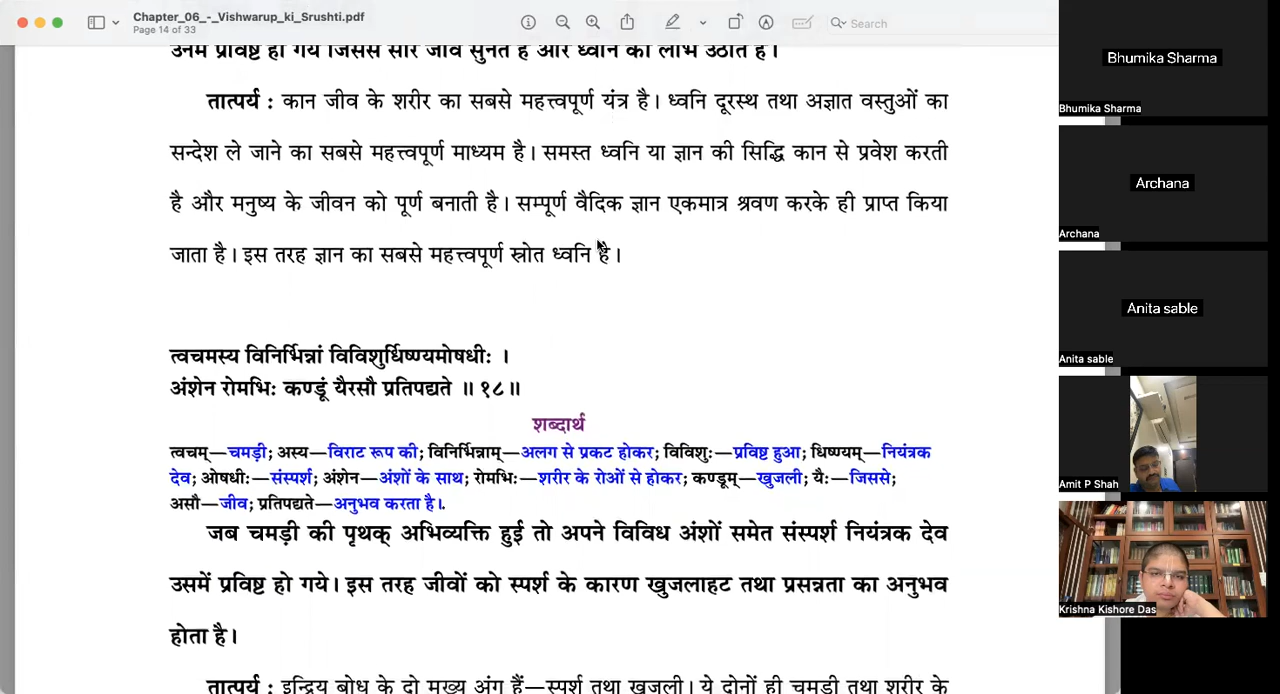 Chapter_06_-_Vishwarup_ki_Srushti.pdf
Page 14 of 33
Search
उनमें प्रविष्ट हो गये जिससे सारे जीव सुनते हैं और ध्वनि का लाभ उठाते हैं।
तात्पर्य : कान जीव के शरीर का सबसे महत्त्वपूर्ण यंत्र है। ध्वनि दूरस्थ तथा अज्ञात वस्तुओं का
सन्देश ले जाने का सबसे महत्त्वपूर्ण माध्यम है। समस्त ध्वनि या ज्ञान की सिद्धि कान से प्रवेश करती
है और मनुष्य के जीवन को पूर्ण बनाती है। सम्पूर्ण वैदिक ज्ञान एकमात्र श्रवण करके ही प्राप्त किया
जाता है। इस तरह ज्ञान का सबसे महत्त्वपूर्ण स्रोत ध्वनि है।
त्वचमस्य विनिर्भिन्नां विविशुर्धिष्ण्यमोषधीः ।
अंशेन रोमभिः कण्डूं यैरसौ प्रतिपद्यते ॥ १८॥
शब्दार्थ
त्वचम्—चमड़ी; अस्य—विराट रूप की; विनिर्भिन्नाम्—अलग से प्रकट होकर; विविशुः—प्रविष्ट हुआ; धिष्ण्यम्—नियंत्रक
देव; ओषधीः—संस्पर्श; अंशेन—अंशों के साथ; रोमभिः—शरीर के रोओं से होकर; कण्डूम्—खुजली; यैः—जिससे;
असौ—जीव; प्रतिपद्यते—अनुभव करता है।.
जब चमड़ी की पृथक् अभिव्यक्ति हुई तो अपने विविध अंशों समेत संस्पर्श नियंत्रक देव
उसमें प्रविष्ट हो गये। इस तरह जीवों को स्पर्श के कारण खुजलाहट तथा प्रसन्नता का अनुभव
होता है।
तात्पर्य : इन्द्रिय बोध के दो मुख्य अंग हैं—स्पर्श तथा खुजली। ये दोनों ही चमड़ी तथा शरीर के
Bhumika Sharma
Bhumika Sharma
Archana
Archana
Anita sable
Anita sable
Amit P Shah
Krishna Kishore Das